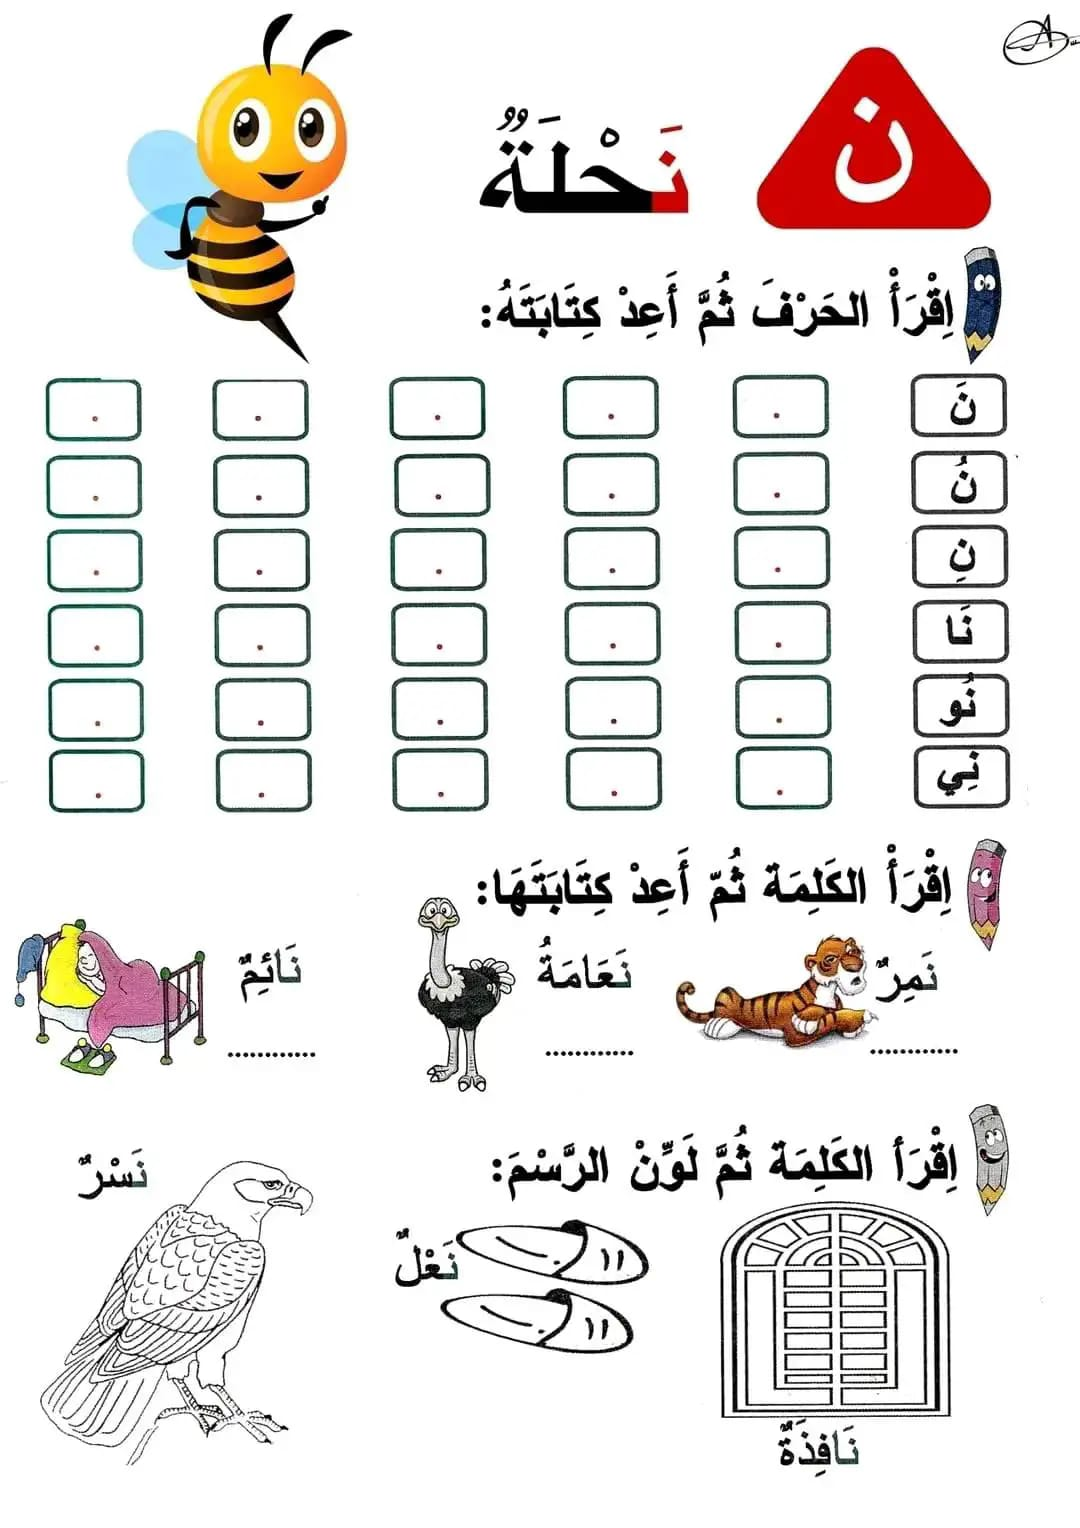 ن
نَحْلَةٌ
اِقْرَأْ الحَرْفَ ثُمَّ أَعِدْ كِتَابَتَهُ:
نَ
نُ
نِ
نَا
نُو
نِي
اِقْرَأْ الكَلِمَة ثُمّ أَعِدْ كِتَابَتَهَا:
نَمِرٌ
نَعَامَةُ
نَائِمٌ
............
............
............
اِقْرَأ الكَلِمَة ثُمَّ لَوِّنْ الرَّسْمَ:
نَسْرٌ
نَعْلٌ
نَافِذَةٌ